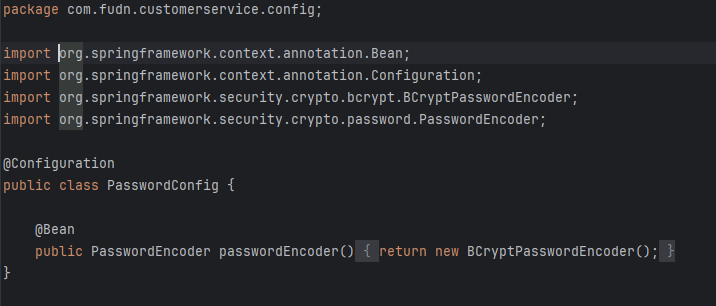 package com.fudn.customerservice.config;
import org.springframework.context.annotation.Bean;
import org.springframework.context.annotation.Configuration;
import org.springframework.security.crypto.bcrypt.BCryptPasswordEncoder;
import org.springframework.security.crypto.password.PasswordEncoder;
@Configuration
public class PasswordConfig {
@Bean
public PasswordEncoder passwordEncoder() { return new BCryptPasswordEncoder(); }
}